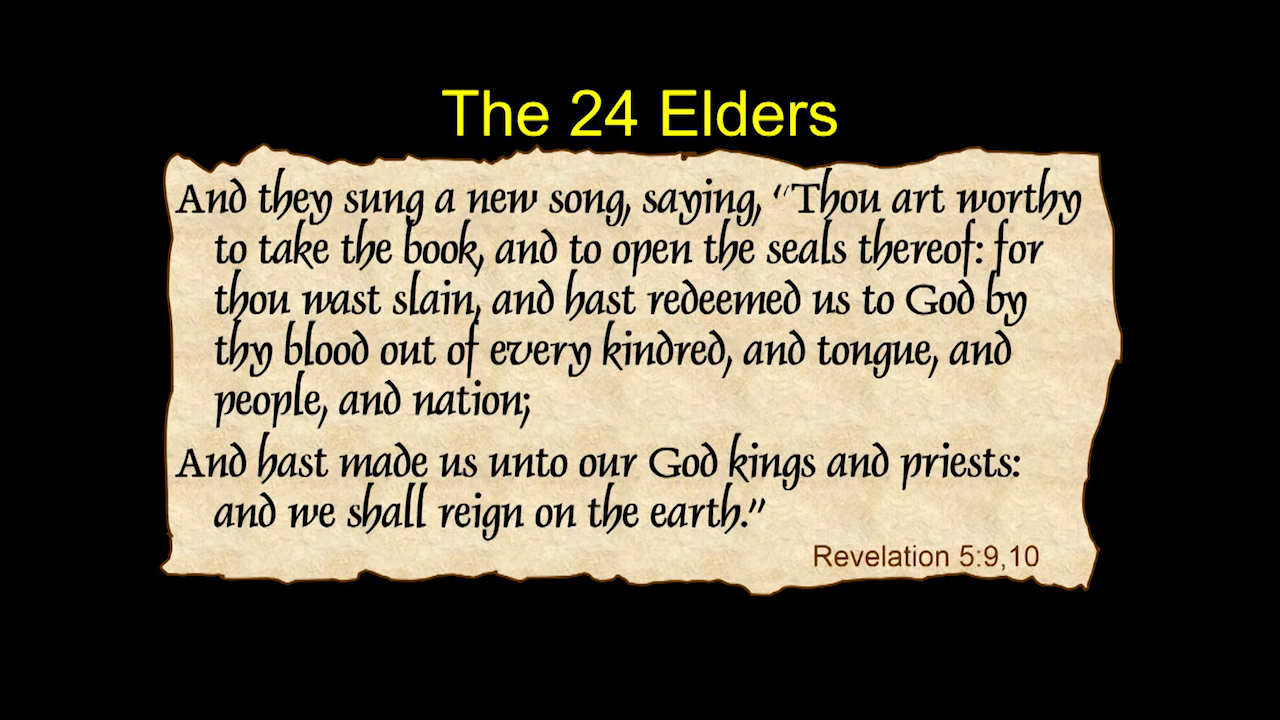 The 24 Elders
And they sung a new song, saying, “Thou art worthy
to take the book, and to open the seals thereof: for
thou wast slain, and hast redeemed us to God by
thy blood out of every kindred, and tongue, and
people, and nation;
And hast made us unto our God kings and priests:
and we shall reign on the earth.”
Revelation 5:9,10